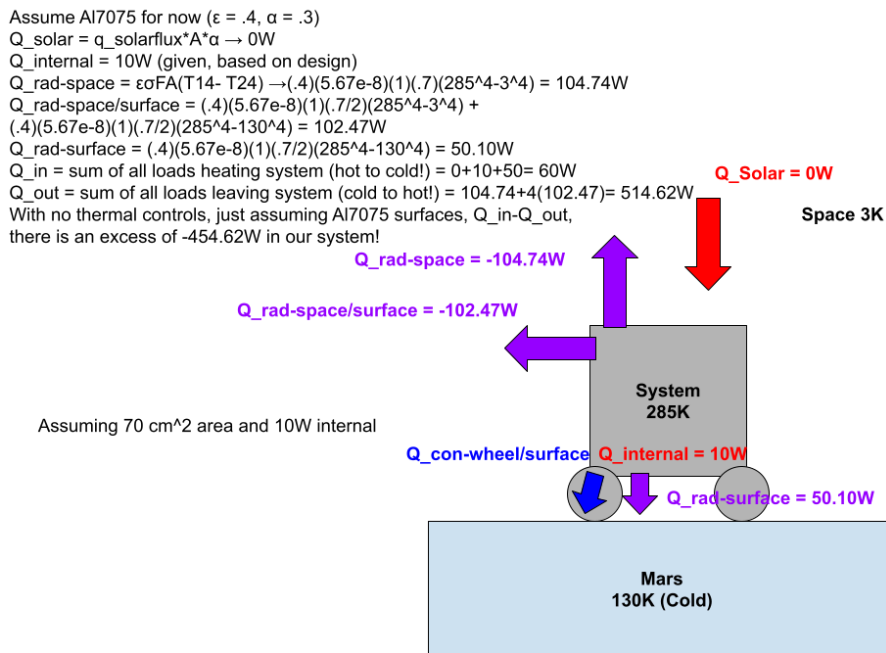 Assume Al7075 for now (ε = .4, α = .3)
Q_solar = q_solarflux*A*α → 0W
Q_internal = 10W (given, based on design)
Q_rad-space = εσFA(T14- T24) →(.4)(5.67e-8)(1)(.7)(285^4-3^4) = 104.74W
Q_rad-space/surface = (.4)(5.67e-8)(1)(.7/2)(285^4-3^4) +
(.4)(5.67e-8)(1)(.7/2)(285^4-130^4) = 102.47W
Q_rad-surface = (.4)(5.67e-8)(1)(.7/2)(285^4-130^4) = 50.10W
Q_in = sum of all loads heating system (hot to cold!) = 0+10+50= 60W
Q_out = sum of all loads leaving system (cold to hot!) = 104.74+4(102.47)= 514.62W
With no thermal controls, just assuming Al7075 surfaces, Q_in-Q_out,
there is an excess of -454.62W in our system!
Q_Solar = 0W
Space 3K
Q_rad-space = -104.74W
Q_rad-space/surface = -102.47W
System
285K
Assuming 70 cm^2 area and 10W internal
Q_con-wheel/surface
Q_internal = 10W
Q_rad-surface = 50.10W
Mars
130K (Cold)